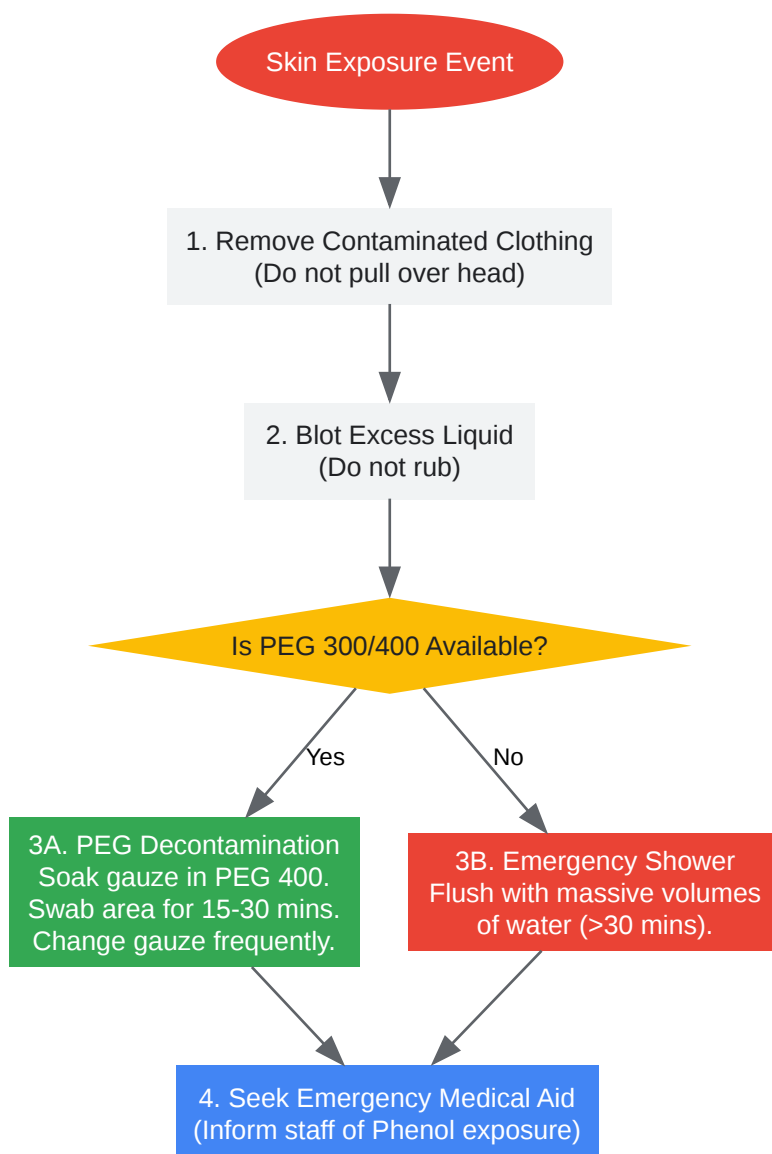 Skin Exposure Event
1. Remove Contaminated Clothing
(Do not pull over head)
2. Blot Excess Liquid
(Do not rub)
Is PEG 300/400 Available?
Yes
No
3A. PEG Decontamination
Soak gauze in PEG 400.
Swab area for 15-30 mins.
Change gauze frequently.
3B. Emergency Shower
Flush with massive volumes
of water (>30 mins).
4. Seek Emergency Medical Aid
(Inform staff of Phenol exposure)